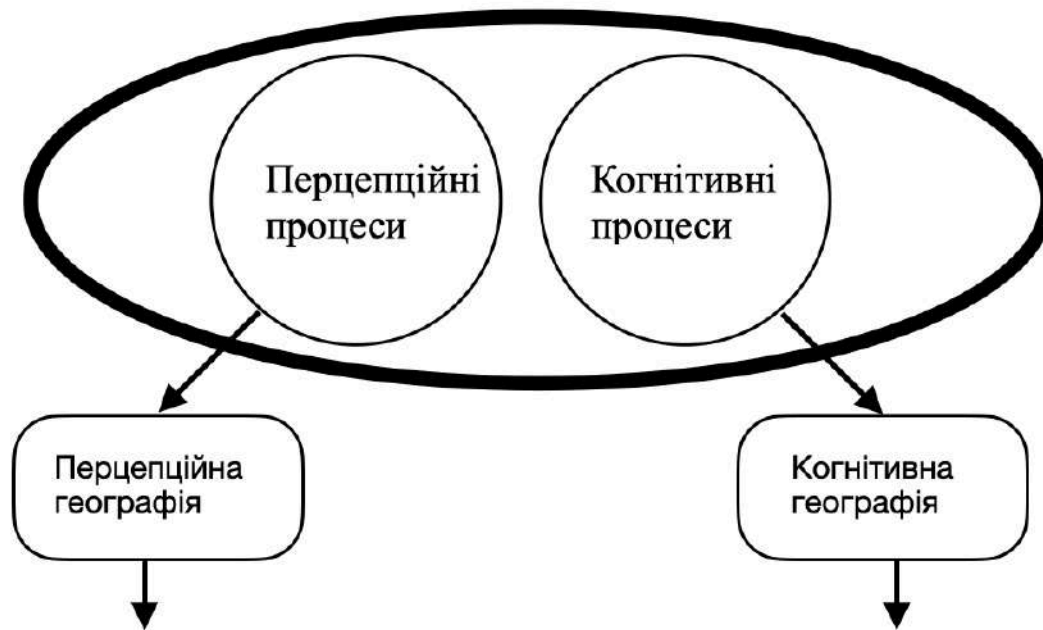 Перцепційні
процеси
Когнітивні
процеси
Перцепційна
географія
Когнітивна
географія